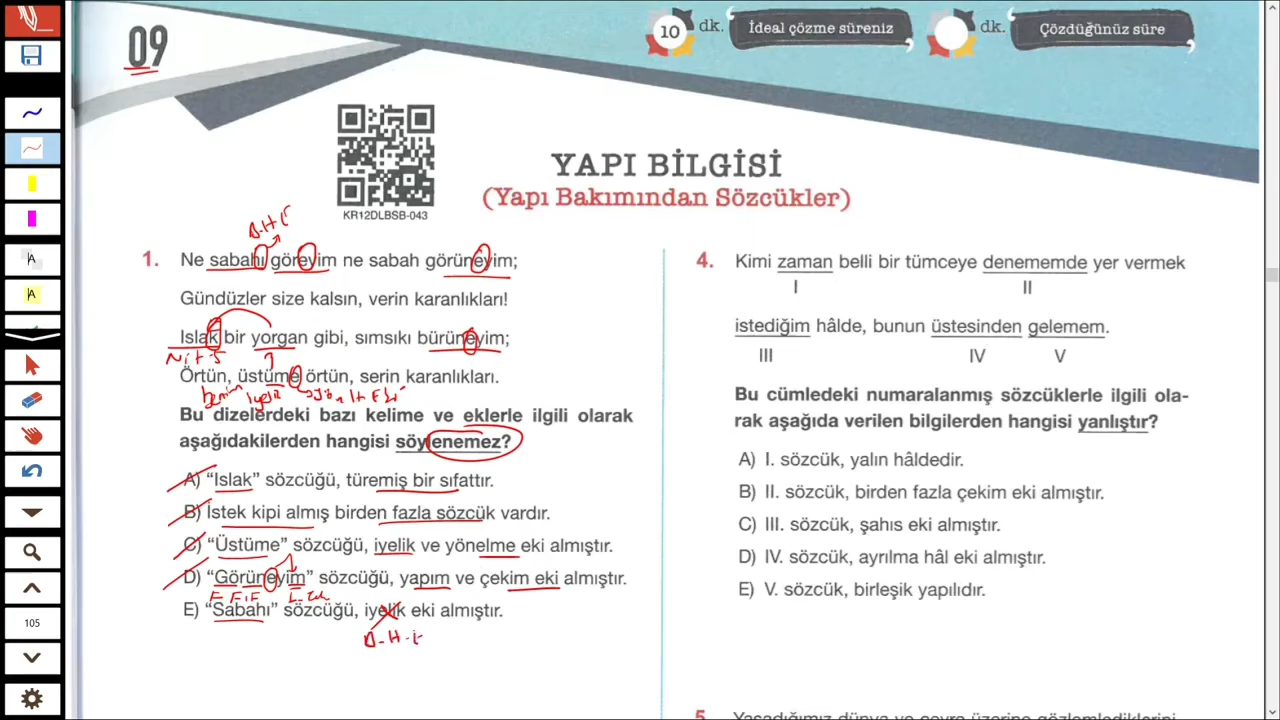 09
10 dk. İdeal çözme süreniz
dk. Çözdüğünüz süre
KR12DLBSB-043
YAPI BİLGİSİ
(Yapı Bakımından Sözcükler)
B.H.E
1. Ne sabahı göreyim ne sabah görüneyim;
Gündüzler size kalsın, verin karanlıkları!
Islak bir yorgan gibi, sımsıkı bürüneyim;
Örtün, üstüme örtün, serin karanlıkları.
benim iyelik
Bu dizelerdeki bazı kelime ve eklerle ilgili olarak
aşağıdakilerden hangisi söylenemez?
A) “Islak” sözcüğü, türemiş bir sıfattır.
B) İstek kipi almış birden fazla sözcük vardır.
C) “Üstüme” sözcüğü, iyelik ve yönelme eki almıştır.
D) “Görüneyim” sözcüğü, yapım ve çekim eki almıştır.
E) “Sabahı” sözcüğü, iyelik eki almıştır.
B.H.E
4. Kimi zaman belli bir tümceye denememde yer vermek
I II
istediğim hâlde, bunun üstesinden gelemem.
III IV V
Bu cümledeki numaralanmış sözcüklerle ilgili ola-
rak aşağıda verilen bilgilerden hangisi yanlıştır?
A) I. sözcük, yalın hâldedir.
B) II. sözcük, birden fazla çekim eki almıştır.
C) III. sözcük, şahıs eki almıştır.
D) IV. sözcük, ayrılma hâl eki almıştır.
E) V. sözcük, birleşik yapılıdır.
A
A
105